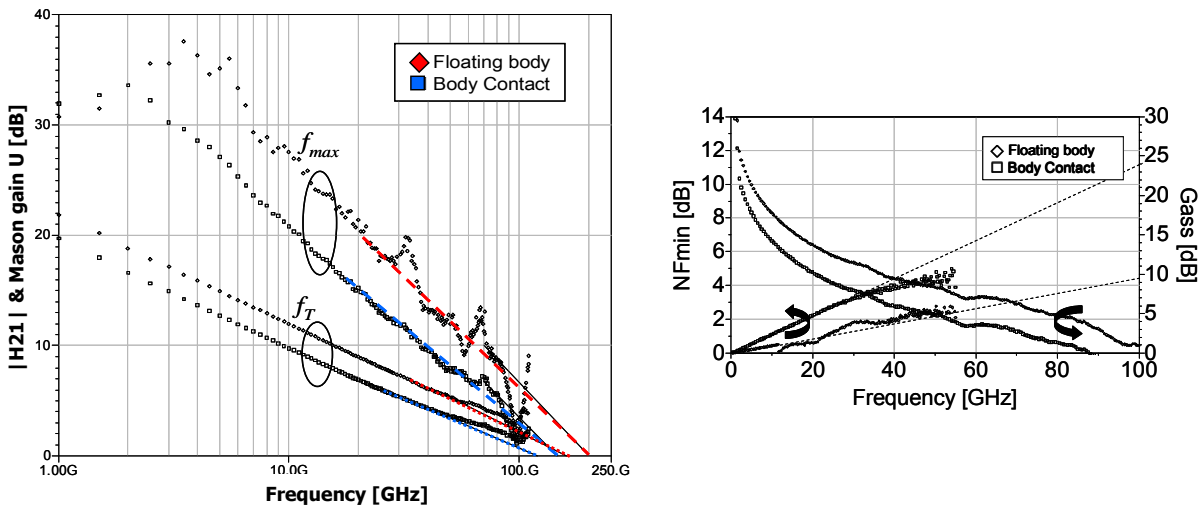 40
30
20
10
0
|H21 | & Mason gain U [dB]
Floating body
Body Contact
fmax
fT
1.00G
10.0G
100.G
250.G
Frequency [GHz]
14
12
10
8
6
4
2
0
NFmin [dB]
Floating body
Body Contact
30
25
20
15
10
5
0
Gass [dB]
0 20 40 60 80 100
Frequency [GHz]